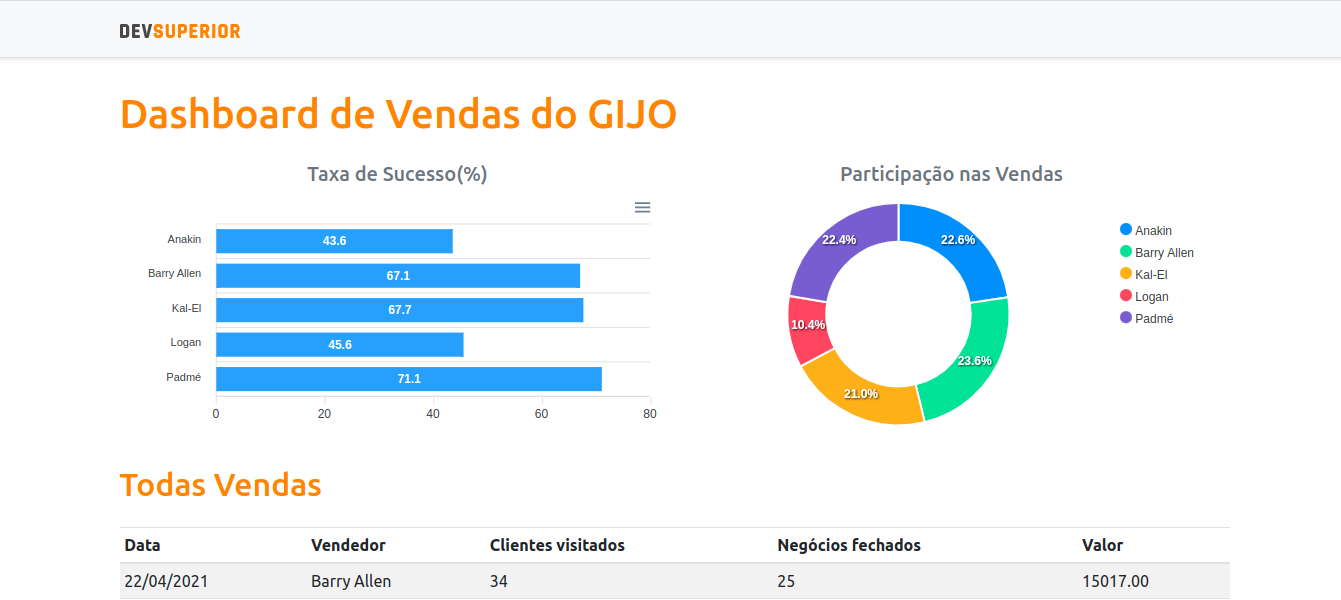 DEVSUPERIOR
Dashboard de Vendas do GIJO
Taxa de Sucesso(%)
Anakin 43.6
Barry Allen 67.1
Kal-El 67.7
Logan 45.6
Padmé 71.1
0 20 40 60 80
Participação nas Vendas
22.4% 22.6%
10.4%
23.6%
21.0%
Anakin
Barry Allen
Kal-El
Logan
Padmé
Todas Vendas
Data Vendedor Clientes visitados Negócios fechados Valor
22/04/2021 Barry Allen 34 25 15017.00